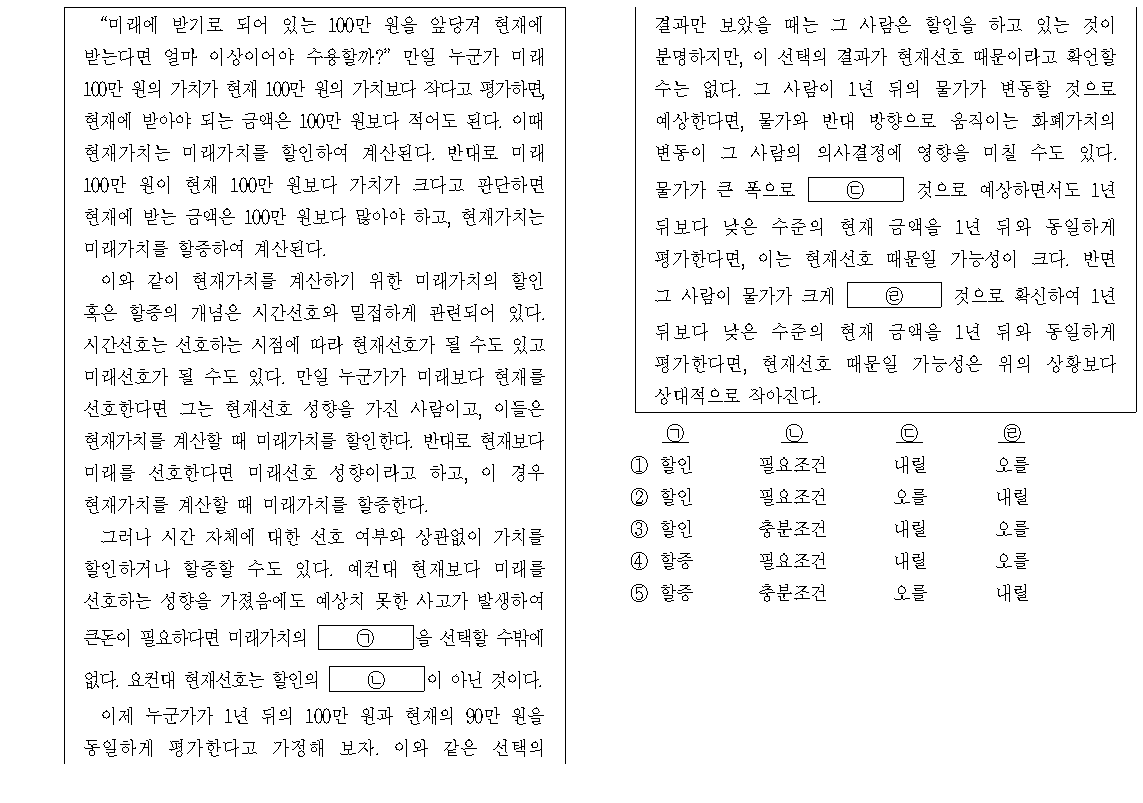 “미래에 받기로 되어 있는 100만 원을 앞당겨 현재에
받는다면 얼마 이상이어야 수용할까?” 만일 누군가 미래
100만 원의 가치가 현재 100만 원의 가치보다 작다고 평가하면,
현재에 받아야 되는 금액은 100만 원보다 적어도 된다. 이때
현재가치는 미래가치를 할인하여 계산된다. 반대로 미래
100만 원이 현재 100만 원보다 가치가 크다고 판단하면
현재에 받는 금액은 100만 원보다 많아야 하고, 현재가치는
미래가치를 할증하여 계산된다.
이와 같이 현재가치를 계산하기 위한 미래가치의 할인
혹은 할증의 개념은 시간선호와 밀접하게 관련되어 있다.
시간선호는 선호하는 시점에 따라 현재선호가 될 수도 있고
미래선호가 될 수도 있다. 만일 누군가가 미래보다 현재를
선호한다면 그는 현재선호 성향을 가진 사람이고, 이들은
현재가치를 계산할 때 미래가치를 할인한다. 반대로 현재보다
미래를 선호한다면 미래선호 성향이라고 하고, 이 경우
현재가치를 계산할 때 미래가치를 할증한다.
그러나 시간 자체에 대한 선호 여부와 상관없이 가치를
할인하거나 할증할 수도 있다. 예컨대 현재보다 미래를
선호하는 성향을 가졌음에도 예상치 못한 사고가 발생하여
큰돈이 필요하다면 미래가치의 ㉠ 을 선택할 수밖에
없다. 요컨대 현재선호는 할인의 ㉡ 이 아닌 것이다.
이제 누군가가 1년 뒤의 100만 원과 현재의 90만 원을
동일하게 평가한다고 가정해 보자. 이와 같은 선택의
결과만 보았을 때는 그 사람은 할인을 하고 있는 것이
분명하지만, 이 선택의 결과가 현재선호 때문이라고 확언할
수는 없다. 그 사람이 1년 뒤의 물가가 변동할 것으로
예상한다면, 물가와 반대 방향으로 움직이는 화폐가치의
변동이 그 사람의 의사결정에 영향을 미칠 수도 있다.
물가가 큰 폭으로 ㉢ 것으로 예상하면서도 1년
뒤보다 낮은 수준의 현재 금액을 1년 뒤와 동일하게
평가한다면, 이는 현재선호 때문일 가능성이 크다. 반면
그 사람이 물가가 크게 ㉣ 것으로 확신하여 1년
뒤보다 낮은 수준의 현재 금액을 1년 뒤와 동일하게
평가한다면, 현재선호 때문일 가능성은 위의 상황보다
상대적으로 작아진다.
㉠ ㉡ ㉢ ㉣
① 할인 필요조건 내릴 오를
② 할인 필요조건 오를 내릴
③ 할인 충분조건 내릴 오를
④ 할증 필요조건 내릴 오를
⑤ 할증 충분조건 오를 내릴